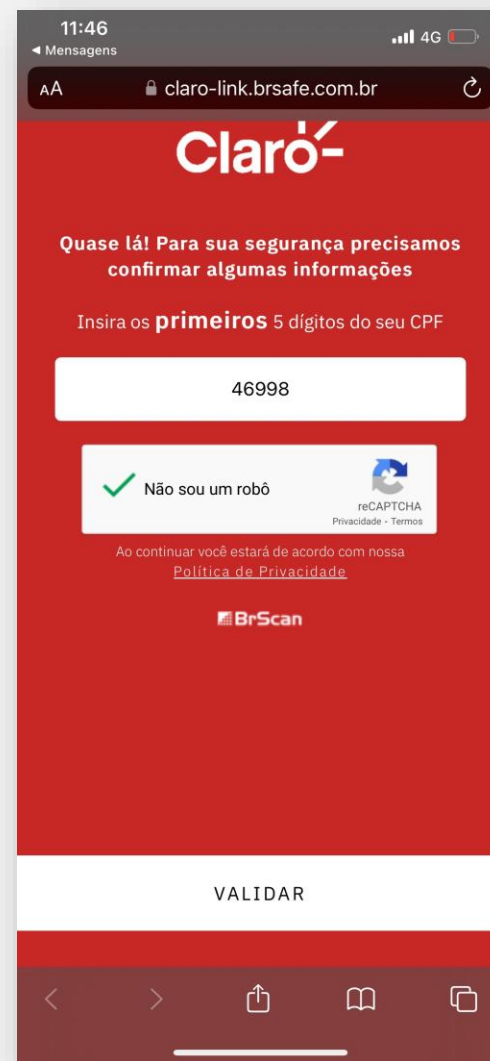 11:46
4G
◄ Mensagens
AA claro-link.brsafe.com.br
Claro
Quase lá! Para sua segurança precisamos
confirmar algumas informações
Insira os primeiros 5 dígitos do seu CPF
46998
Não sou um robô
reCAPTCHA
Privacidade - Termos
Ao continuar você estará de acordo com nossa
Política de Privacidade
BrScan
VALIDAR